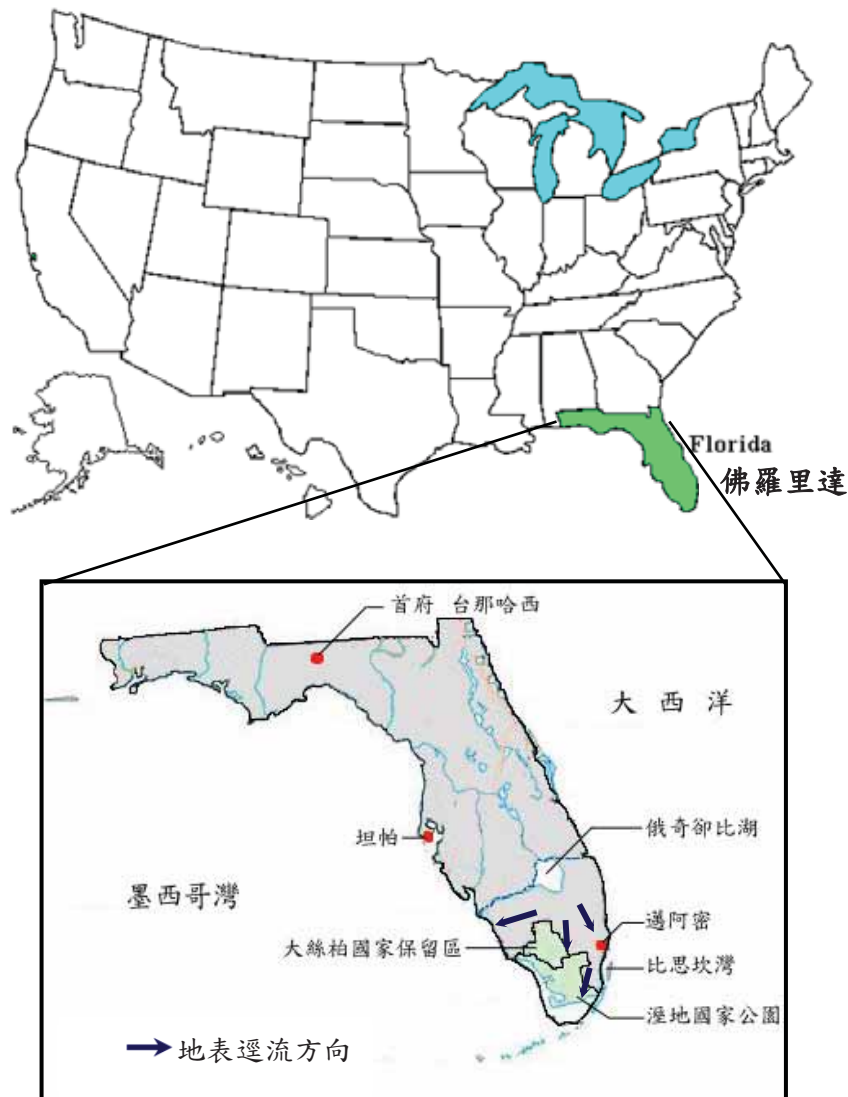 Florida
佛羅里達
首府 台那哈西
大西洋
坦帕
俄奇卻比湖
墨西哥灣
邁阿密
大絲柏國家保留區
比思坎灣
溼地國家公園
地表逕流方向